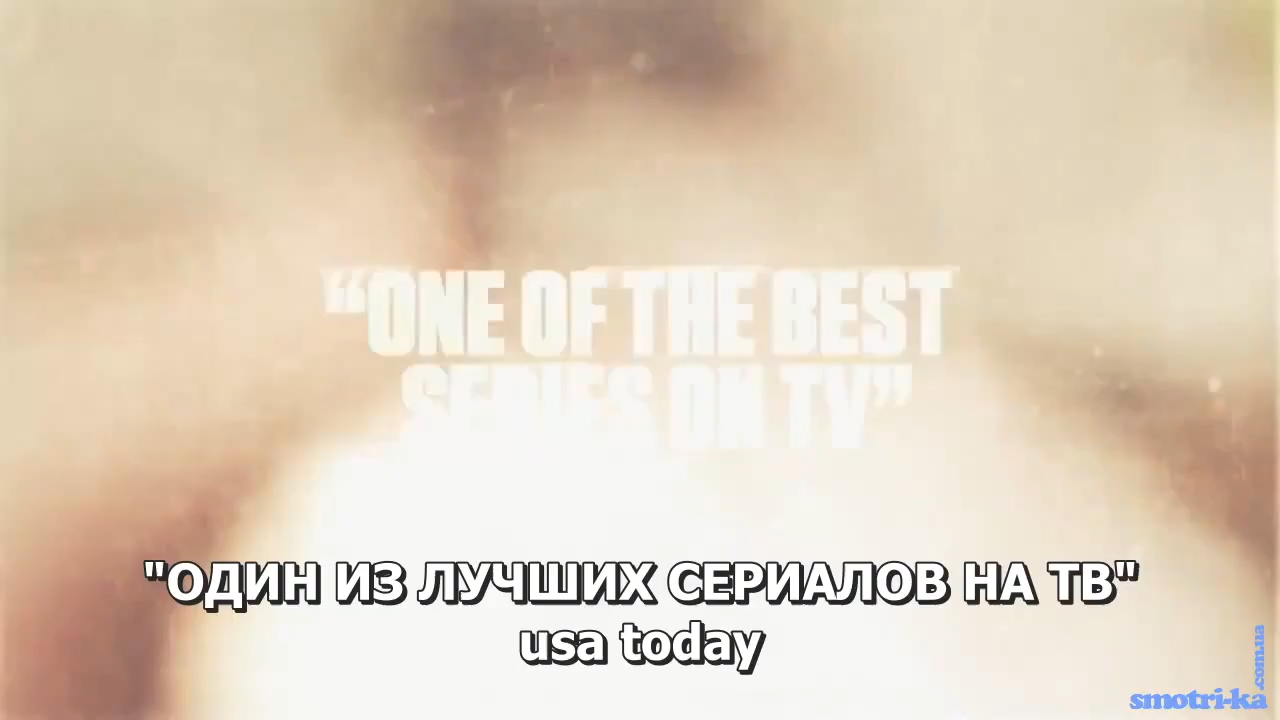 “ONE OF THE BEST
SERIES ON TV”
"ОДИН ИЗ ЛУЧШИХ СЕРИАЛОВ НА ТВ"
usa today
smotri-ka.com.ua